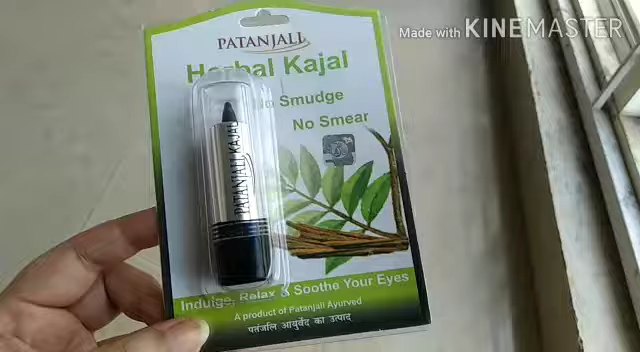 Made with KINEMASTER
PATANJALI
Herbal Kajal
No Smudge
No Smear
PATANJALI KAJAL
Indulge, Relax & Soothe Your Eyes
A product of Patanjali Ayurved
पतंजलि आयुर्वेद का उत्पाद